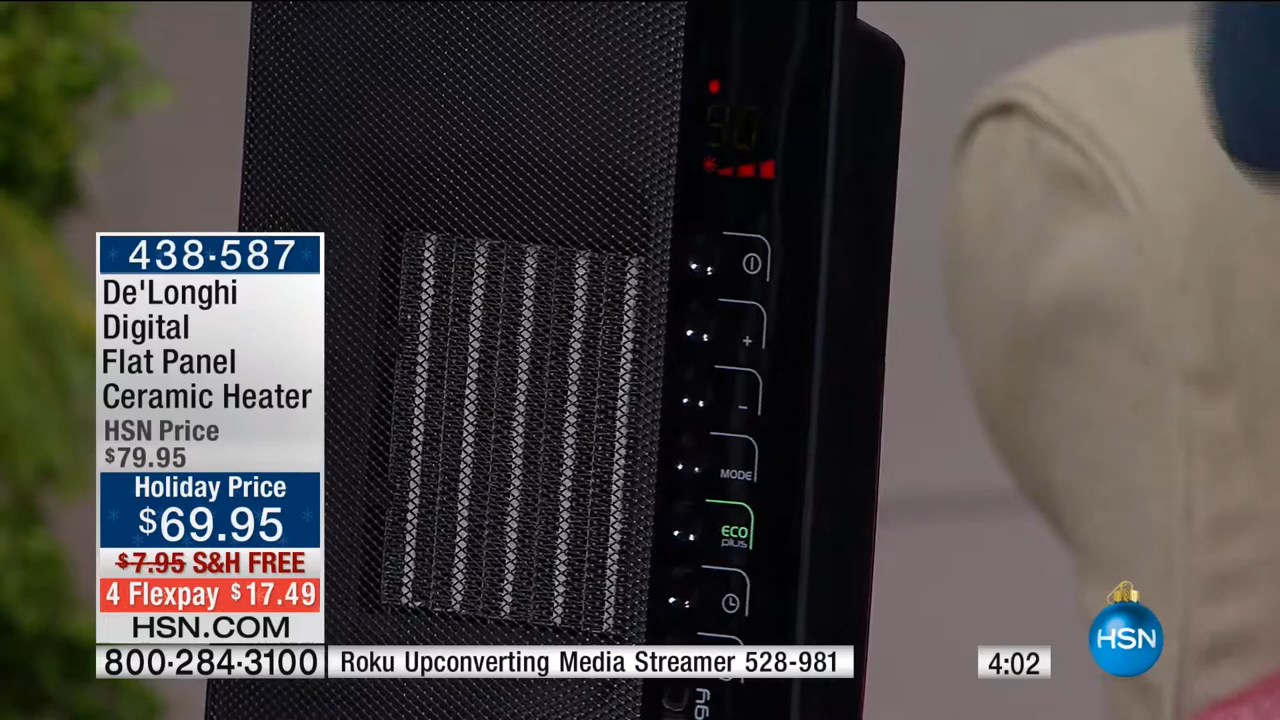 438·587
De'Longhi
Digital
Flat Panel
Ceramic Heater
HSN Price
$79.95
Holiday Price
$69.95
$7.95 S&H FREE
4 Flexpay $17.49
HSN.COM
800·284·3100
Roku Upconverting Media Streamer 528-981
4:02
HSN
90
+
-
MODE
ECO
plus
gy